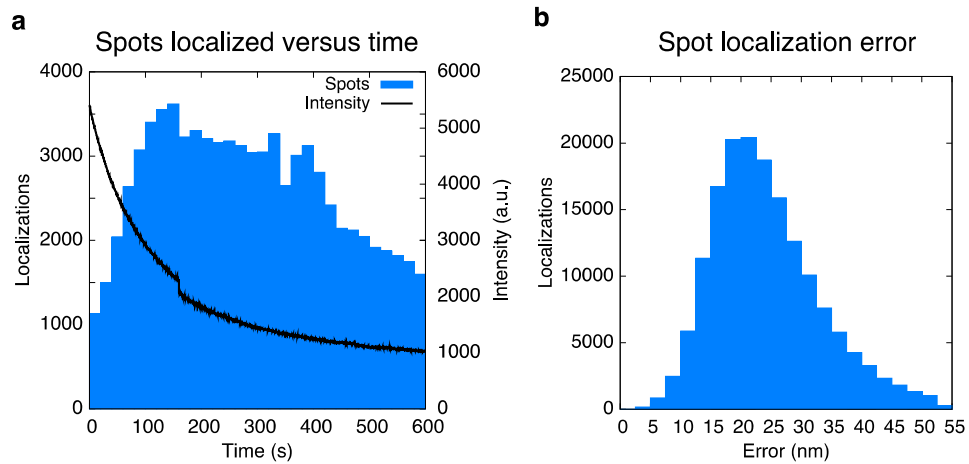 a
Spots localized versus time
4000
3000
2000
1000
0
Localizations
6000
5000
4000
3000
2000
1000
0
Intensity (a.u.)
Spots
Intensity
0 100 200 300 400 500 600
Time (s)
b
Spot localization error
25000
20000
15000
10000
5000
0
Localizations
0 5 10 15 20 25 30 35 40 45 50 55
Error (nm)